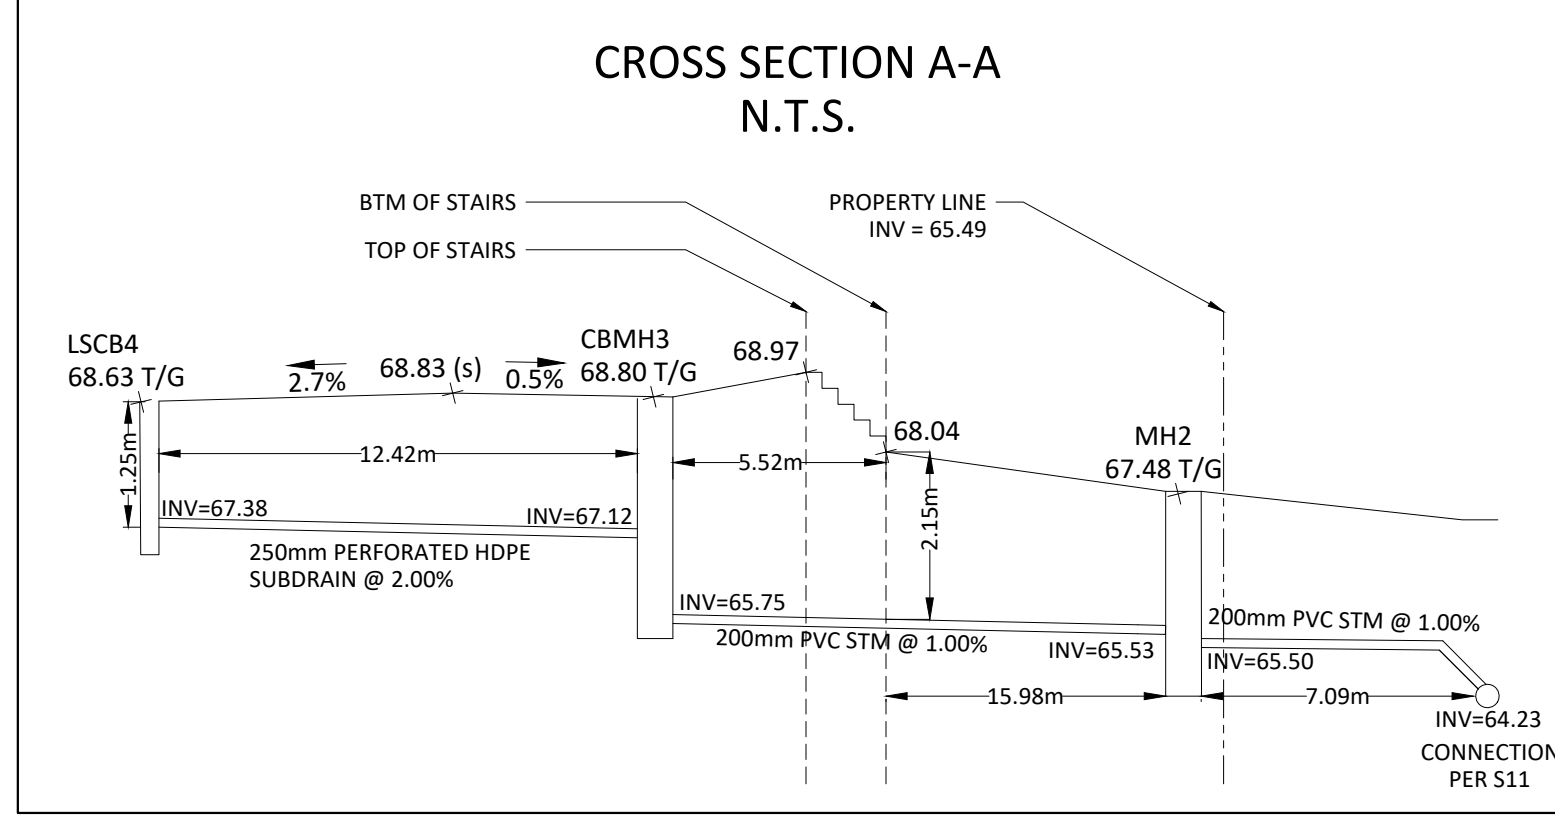 CROSS SECTION A-A
N.T.S.
BTM OF STAIRS
TOP OF STAIRS
PROPERTY LINE
INV = 65.49
LSCB4
68.63 T/G
2.7%
68.83 (s)
0.5%
CBMH3
68.80 T/G
68.97
68.04
MH2
67.48 T/G
1.25m
12.42m
5.52m
2.15m
INV=67.38
INV=67.12
250mm PERFORATED HDPE
SUBDRAIN @ 2.00%
INV=65.75
200mm PVC STM @ 1.00%
INV=65.53
200mm PVC STM @ 1.00%
INV=65.50
15.98m
7.09m
INV=64.23
CONNECTION
PER S11